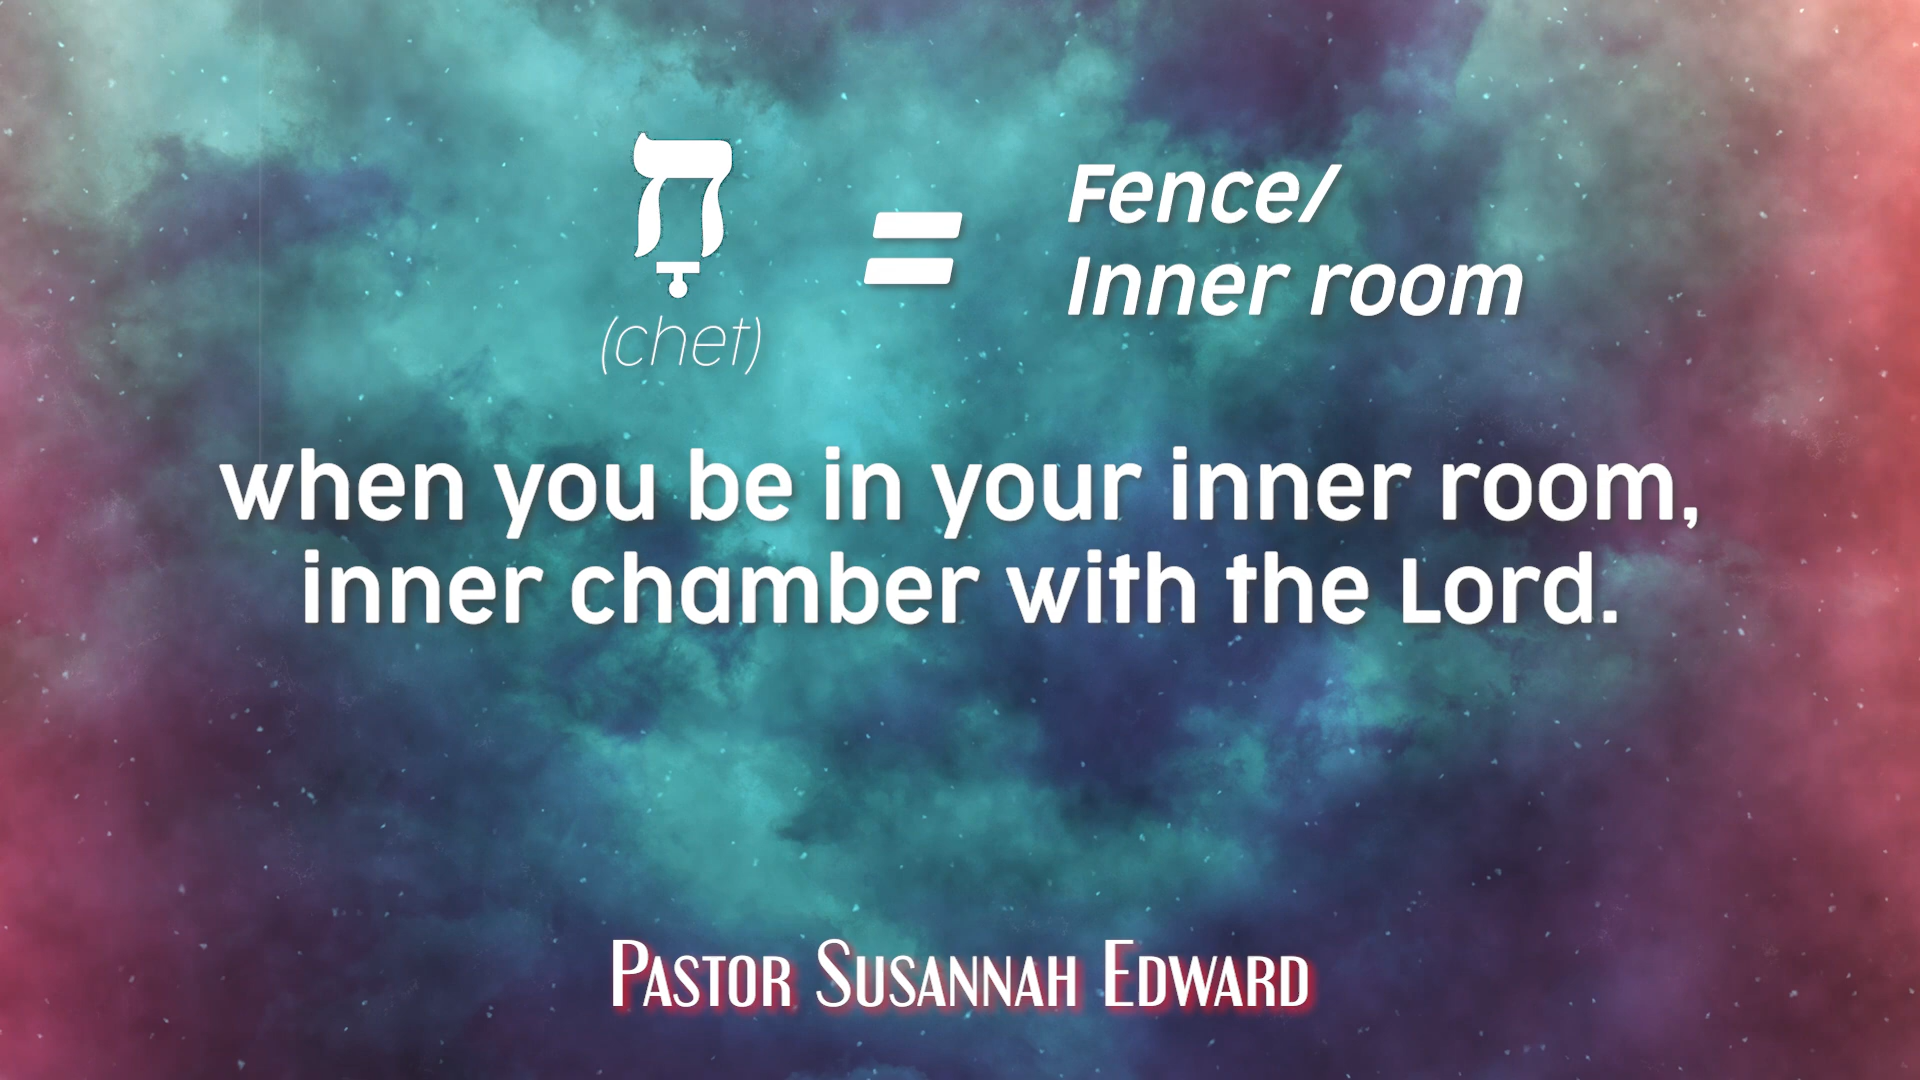 חָ = Fence/
Inner room
(chet)
when you be in your inner room,
inner chamber with the Lord.
Pastor Susannah Edward